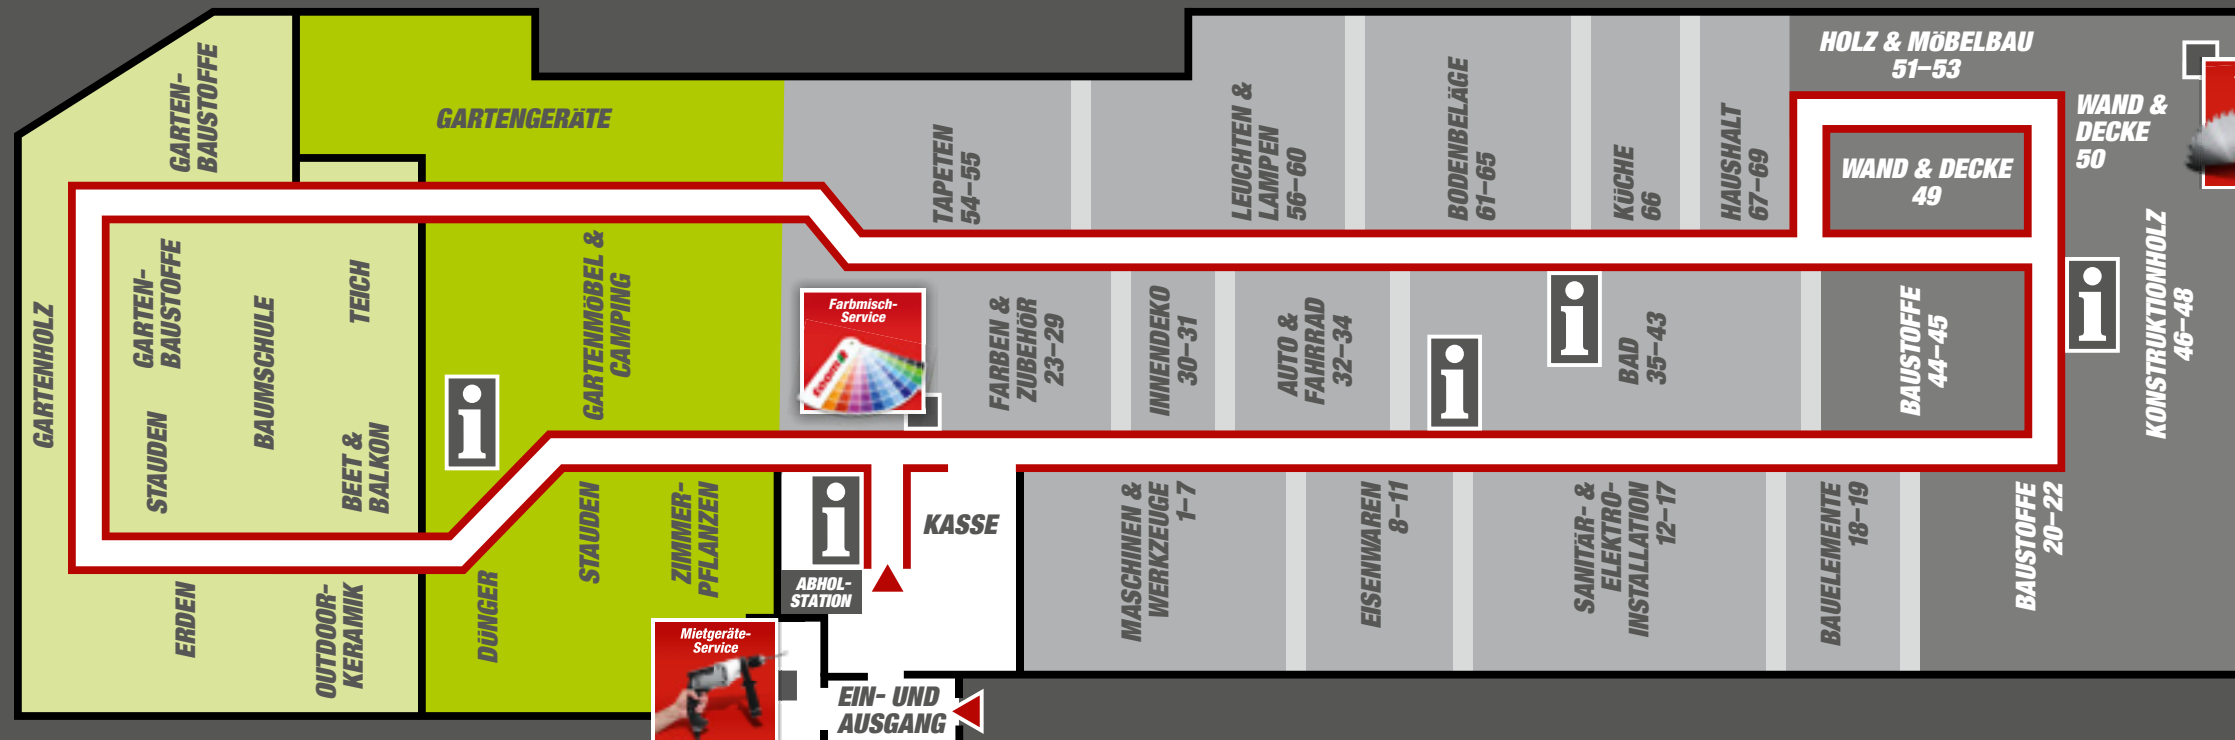 GARTEN-
BAUSTOFFE
GARTENGERÄTE
TAPETEN
54–55
LEUCHTEN &
LAMPEN
56–60
BODENBELÄGE
61–65
KÜCHE
66
HAUSHALT
67–69
HOLZ & MÖBELBAU
51–53
WAND &
DECKE
50
WAND & DECKE
49
GARTENHOLZ
GARTEN-
BAUSTOFFE
STAUDEN
BAUMSCHULE
TEICH
BEET &
BALKON
GARTENMÖBEL &
CAMPING
Farbmisch-
Service
toom
FARBEN &
ZUBEHÖR
23–29
INNENDEKO
30–31
AUTO &
FAHRRAD
32–34
BAD
35–43
BAUSTOFFE
44–45
KONSTRUKTIONHOLZ
46–48
i
i
i
i
i
ERDEN
OUTDOOR-
KERAMIK
DÜNGER
STAUDEN
ZIMMER-
PFLANZEN
ABHOL-
STATION
KASSE
MASCHINEN &
WERKZEUGE
1–7
EISENWAREN
8–11
SANITÄR- &
ELEKTRO-
INSTALLATION
12–17
BAUELEMENTE
18–19
BAUSTOFFE
20–22
Mietgeräte-
Service
EIN- UND
AUSGANG